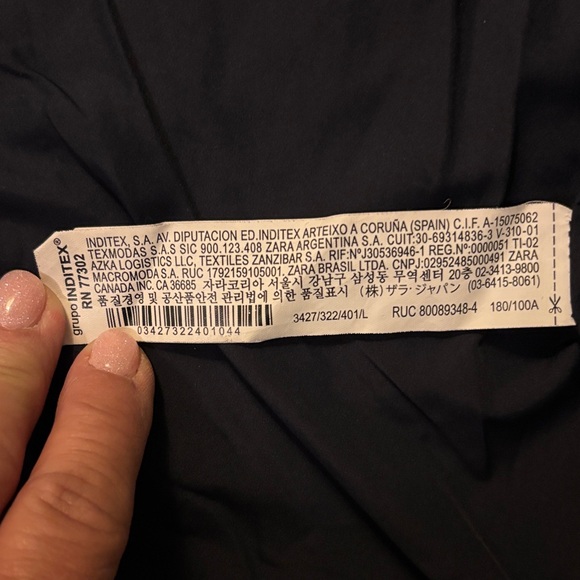 grupo INDITEX®
RN 77302
INDITEX, S.A. AV. DIPUTACION ED.INDITEX ARTEIXO A CORUÑA (SPAIN) C.I.F. A-15075062
TEXMODAS S.A.S SIC 900.123.408 ZARA ARGENTINA S.A. CUIT:30-69314836-3 V-310-01
AZKA LOGISTICS LLC, TEXTILES ZANZIBAR S.A. RIF:NºJ30536946-1 REG Nº0000051 TI-02
MACROMODA S.A. RUC 1792159105001. ZARA BRASIL LTDA. CNPJ:02952485000491 ZARA
CANADA INC. CA 36685 자라코리아 서울시 강남구 삼성동 무역센터 20층 02-3413-9800
품질경영 및 공산품안전 관리법에 의한 품질표시 (株) ザラ・ジャパン (03-6415-8061)
03427322401044
3427/322/401/L
RUC 80089348-4
180/100A